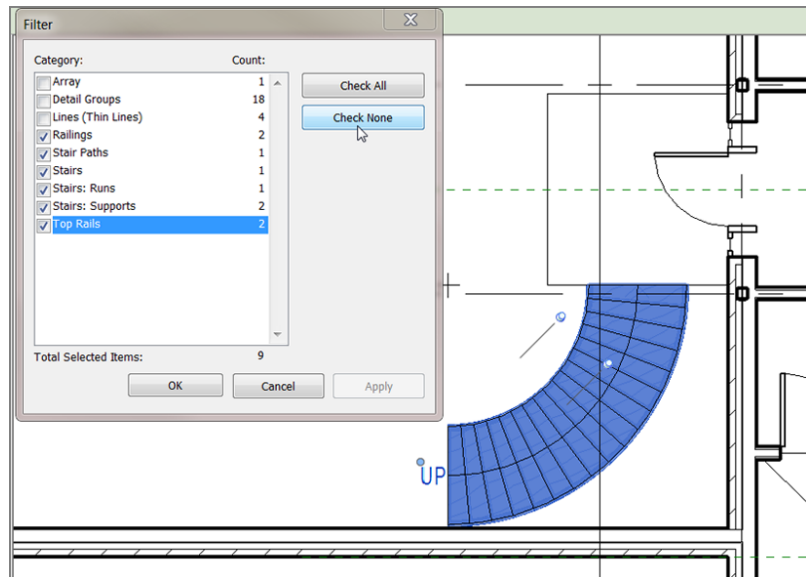 Filter
Category: Count:
Array 1
Detail Groups 18
Lines (Thin Lines) 4
Railings 2
Stair Paths 1
Stairs 1
Stairs: Runs 1
Stairs: Supports 2
Top Rails 2
Total Selected Items: 9
Check All
Check None
OK Cancel Apply
UP